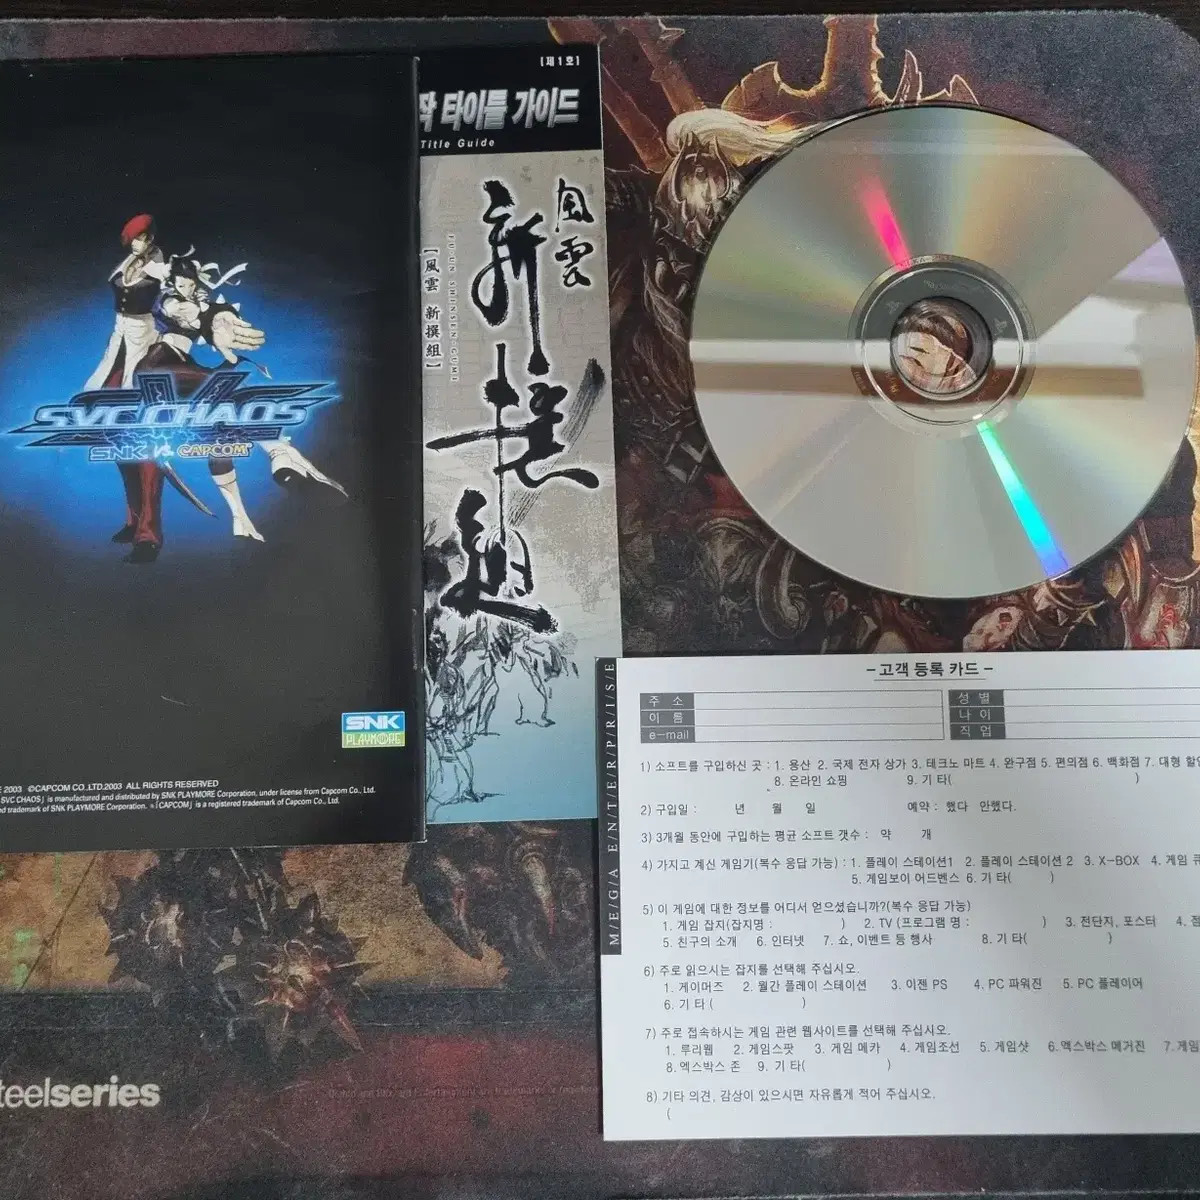 [제1호]
작 타이틀 가이드
Title Guide
風雲
新撰組
FU-UN SHINSEN-GUMI
[風雲 新撰組]
SVC CHAOS
SNK VS. CAPCOM
SNK
PLAYMORE
2003 ©CAPCOM CO.,LTD.2003 ALL RIGHTS RESERVED
SVC CHAOS」 is manufactured and distributed by SNK PLAYMORE Corporation, under license from Capcom Co., Ltd.
trademark of SNK PLAYMORE Corporation. 「CAPCOM」 is a registered trademark of Capcom Co., Ltd.
M/E/G/A E/N/T/E/R/P/R/I/S/E
-고객 등록 카드-
주 소
성 별
이 름
나 이
e-mail
직 업
1) 소프트를 구입하신 곳 : 1. 용산 2. 국제 전자 상가 3. 테크노 마트 4. 완구점 5. 편의점 6. 백화점 7. 대형 할인
8. 온라인 쇼핑 9. 기 타( )
2) 구입일 : 년 월 일 예약 : 했다 안했다.
3) 3개월 동안에 구입하는 평균 소프트 갯수 : 약 개
4) 가지고 계신 게임기(복수 응답 가능) : 1. 플레이 스테이션1 2. 플레이 스테이션 2 3. X-BOX 4. 게임 큐
5. 게임보이 어드벤스 6. 기 타( )
5) 이 게임에 대한 정보를 어디서 얻으셨습니까?(복수 응답 가능)
1. 게임 잡지(잡지명 : ) 2. TV (프로그램 명 : ) 3. 전단지, 포스터 4. 점
5. 친구의 소개 6. 인터넷 7. 쇼, 이벤트 등 행사 8. 기 타( )
6) 주로 읽으시는 잡지를 선택해 주십시오.
1. 게이머즈 2. 월간 플레이 스테이션 3. 이젠 PS 4. PC 파워진 5. PC 플레이어
6. 기 타 ( )
7) 주로 접속하시는 게임 관련 웹사이트를 선택해 주십시오.
1. 루리웹 2. 게임스팟 3. 게임 메카 4. 게임조선 5. 게임샷 6.엑스박스 메거진 7. 게임
8.엑스박스 존 9. 기 타( )
8) 기타 의견, 감상이 있으시면 자유롭게 적어 주십시오.
(
teelseries